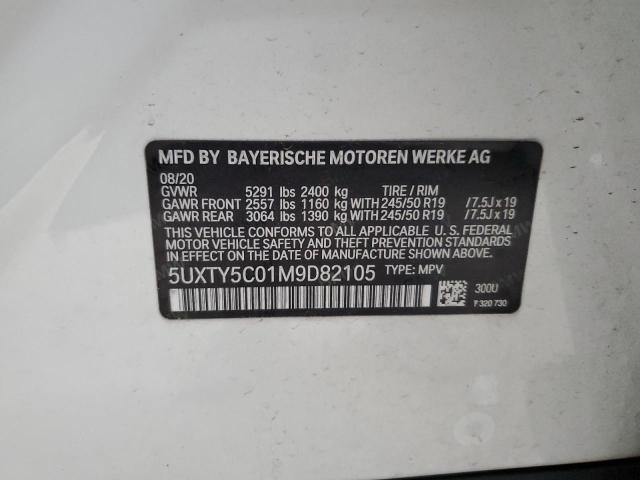 MFD BY BAYERISCHE MOTOREN WERKE AG
08/20
GVWR 5291 lbs 2400 kg TIRE / RIM
GAWR FRONT 2557 lbs 1160 kg WITH 245/50 R19 /7.5J x 19
GAWR REAR 3064 lbs 1390 kg WITH 245/50 R19 /7.5J x 19
THIS VEHICLE CONFORMS TO ALL APPLICABLE U. S. FEDERAL
MOTOR VEHICLE SAFETY AND THEFT PREVENTION STANDARDS
IN EFFECT ON THE DATE OF MANUFACTURE SHOWN ABOVE.
5UXTY5C01M9D82105 TYPE: MPV
300U
320 730